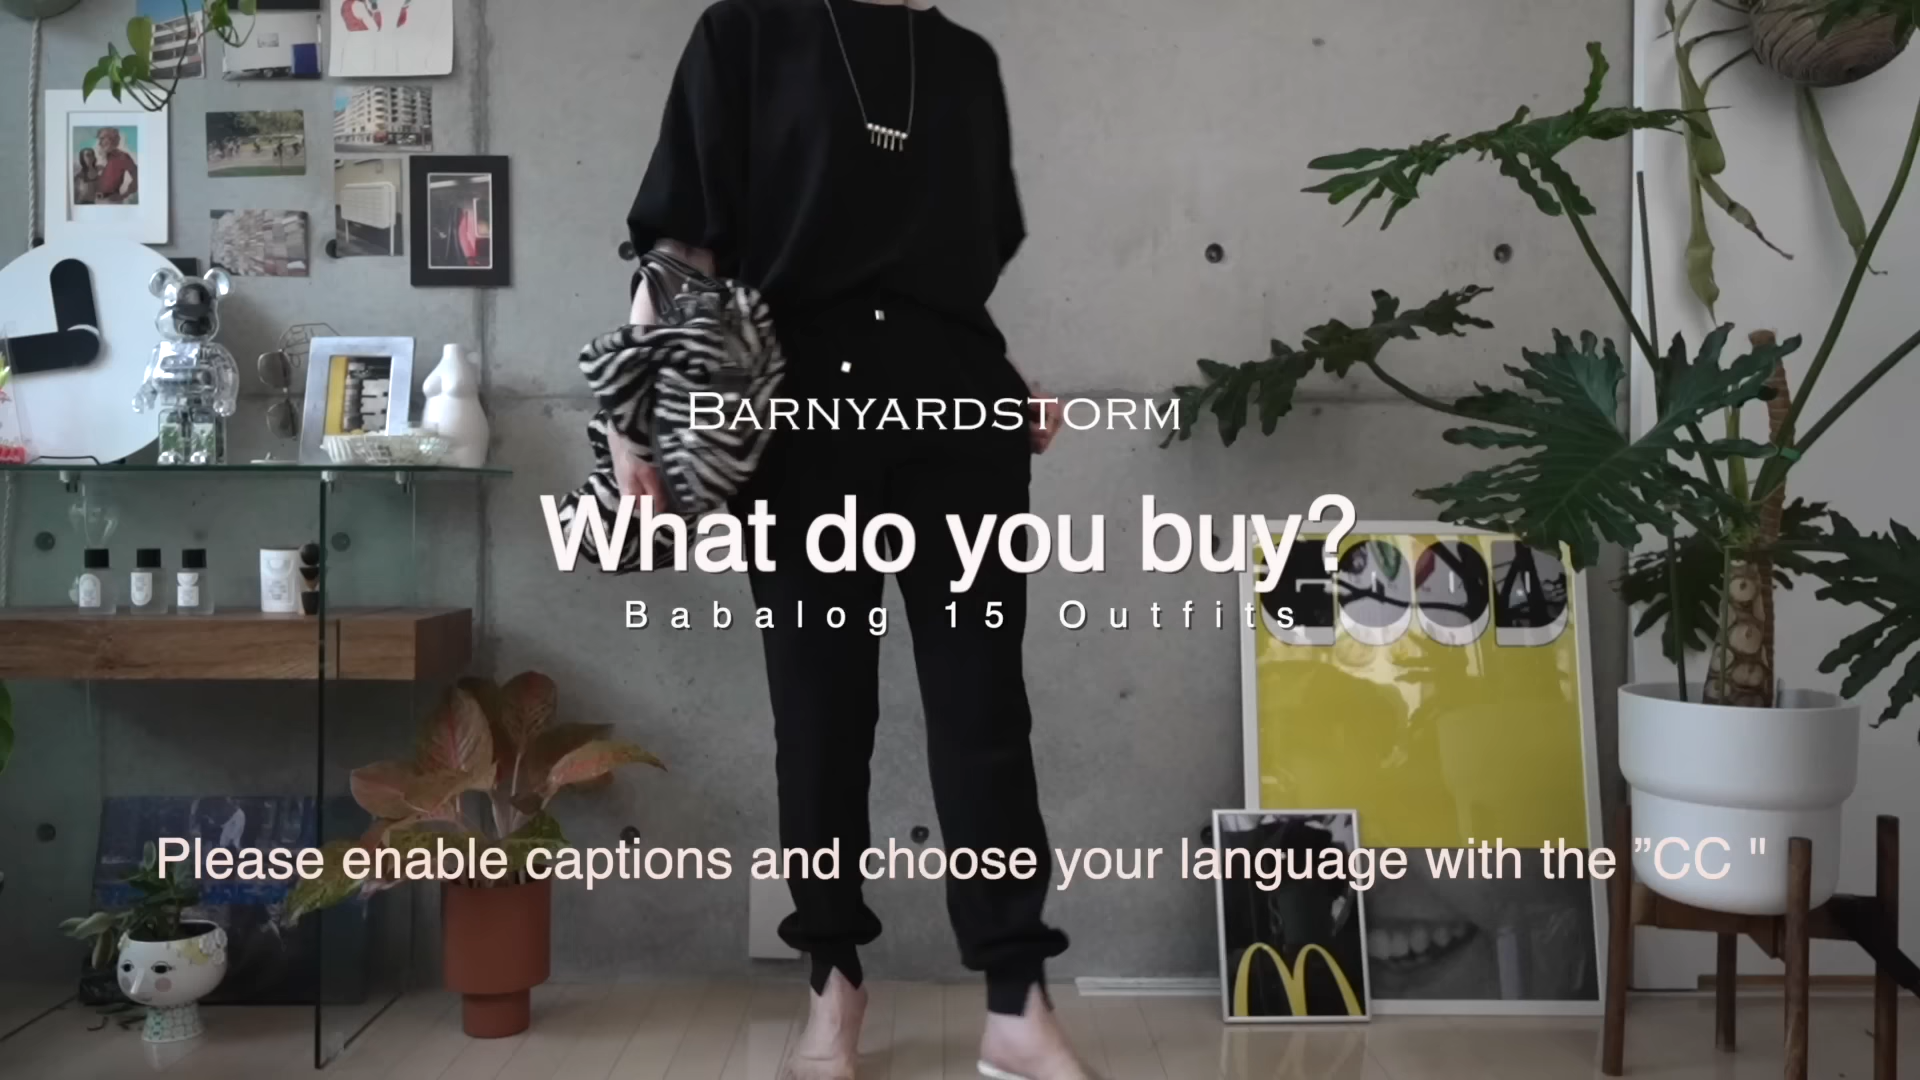 BARNYARDSTORM
What do you buy?
Babalog 15 Outfits
Please enable captions and choose your language with the ”CC "